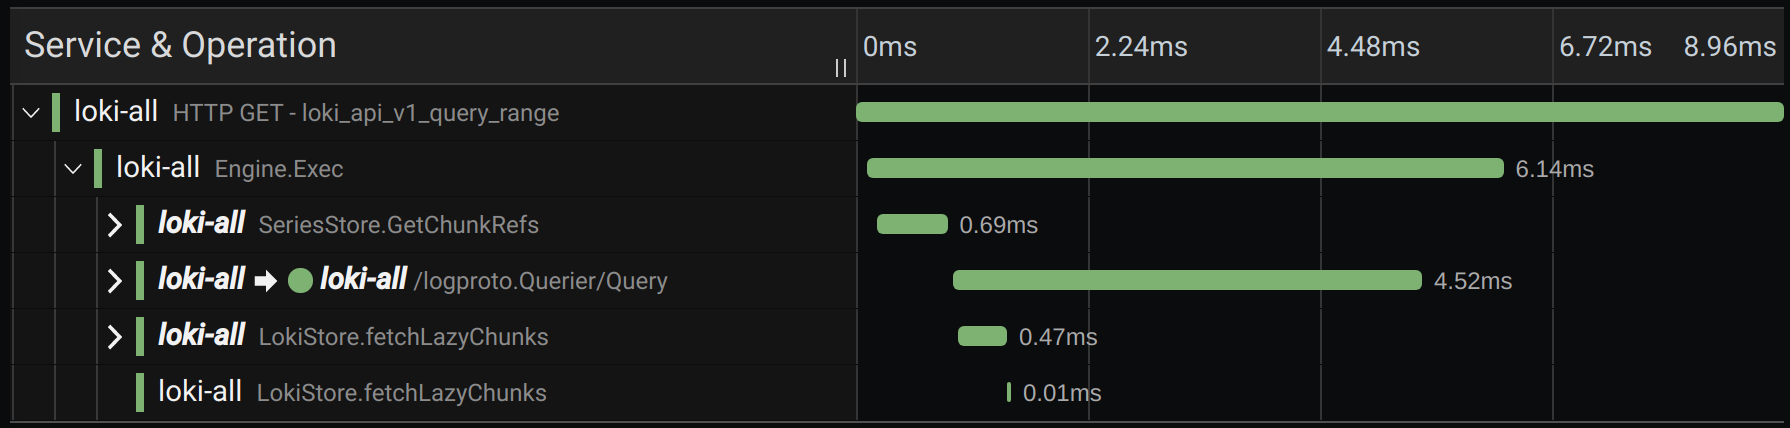 Service & Operation 0ms 2.24ms 4.48ms 6.72ms 8.96ms
loki-all HTTP GET - loki_api_v1_query_range
loki-all Engine.Exec 6.14ms
loki-all SeriesStore.GetChunkRefs 0.69ms
loki-all loki-all /logproto.Querier/Query 4.52ms
loki-all LokiStore.fetchLazyChunks 0.47ms
loki-all LokiStore.fetchLazyChunks 0.01ms